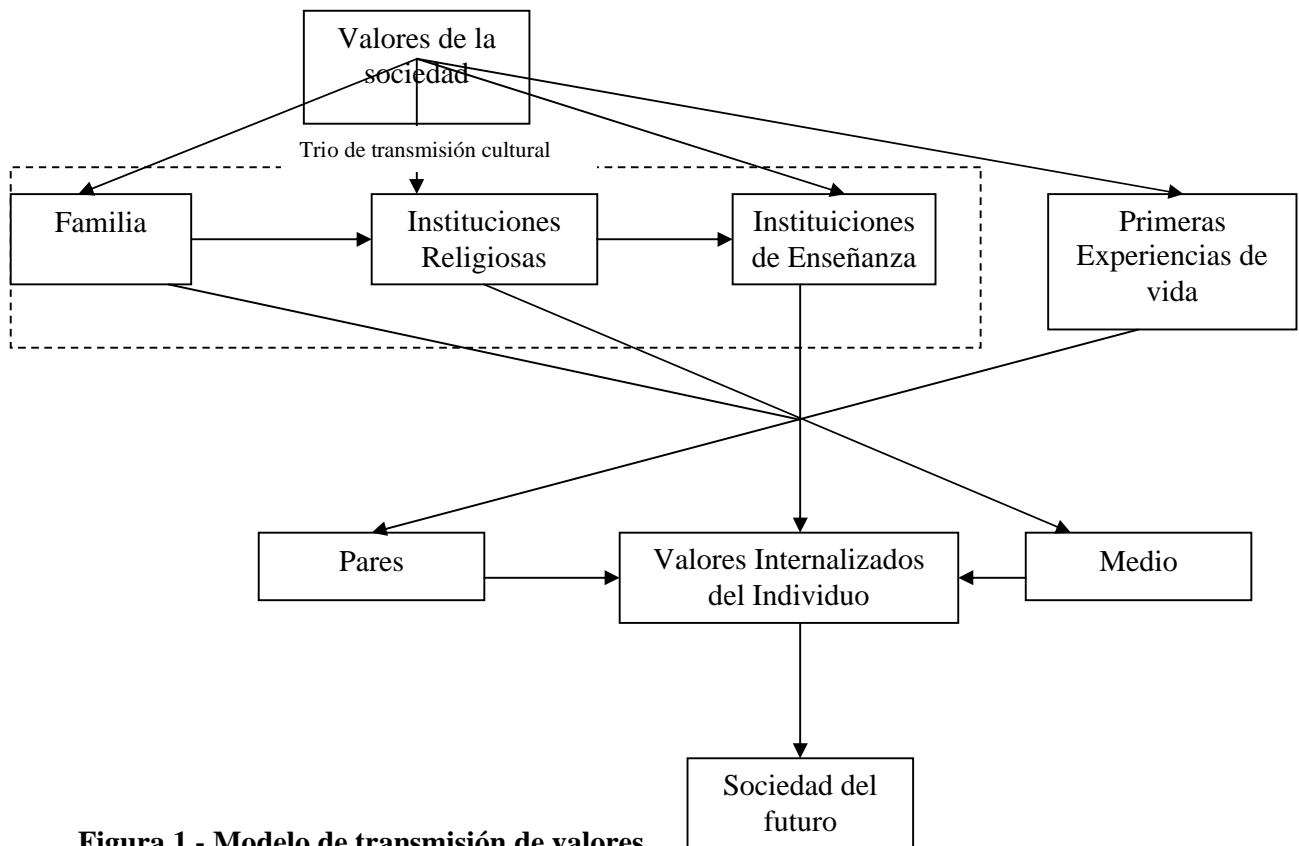 Valores de la
sociedad
Trio de transmisión cultural
Familia
Instituciones
Religiosas
Instituiciones
de Enseñanza
Primeras
Experiencias de
vida
Pares
Valores Internalizados
del Individuo
Medio
Sociedad del
futuro
Figura 1 - Modelo de transmisión de valores